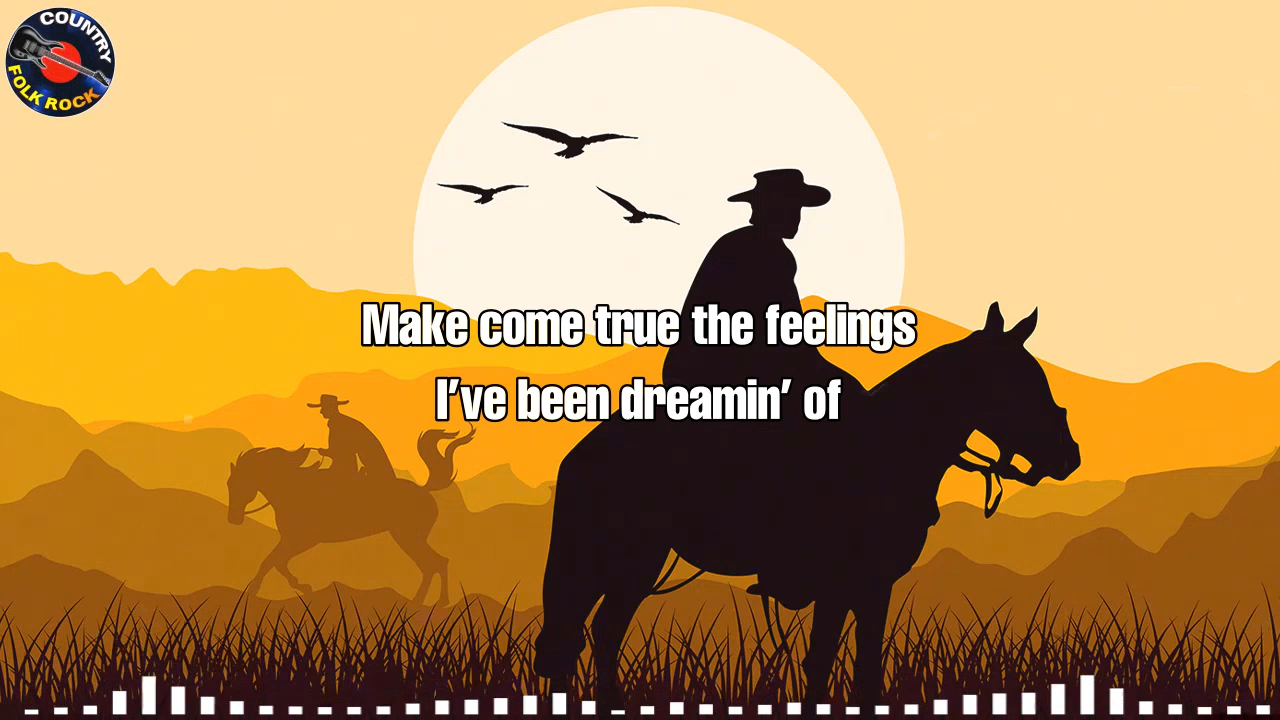 COUNTRY
FOLK ROCK
Make come true the feelings
I've been dreamin' of